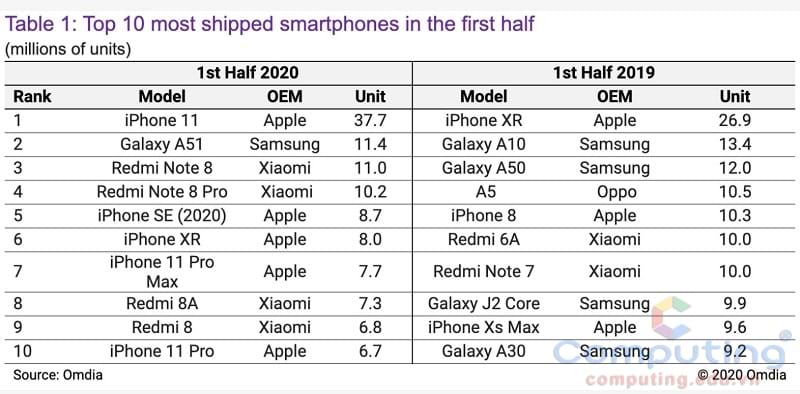 Table 1: Top 10 most shipped smartphones in the first half
(millions of units)
1st Half 2020 1st Half 2019
Rank Model OEM Unit Model OEM Unit
1 iPhone 11 Apple 37.7 iPhone XR Apple 26.9
2 Galaxy A51 Samsung 11.4 Galaxy A10 Samsung 13.4
3 Redmi Note 8 Xiaomi 11.0 Galaxy A50 Samsung 12.0
4 Redmi Note 8 Pro Xiaomi 10.2 A5 Oppo 10.5
5 iPhone SE (2020) Apple 8.7 iPhone 8 Apple 10.3
6 iPhone XR Apple 8.0 Redmi 6A Xiaomi 10.0
7 iPhone 11 Pro Max Apple 7.7 Redmi Note 7 Xiaomi 10.0
8 Redmi 8A Xiaomi 7.3 Galaxy J2 Core Samsung 9.9
9 Redmi 8 Xiaomi 6.8 iPhone Xs Max Apple 9.6
10 iPhone 11 Pro Apple 6.7 Galaxy A30 Samsung 9.2
Computing®
Source: Omdia © 2020 Omdia
computing.edu.vn